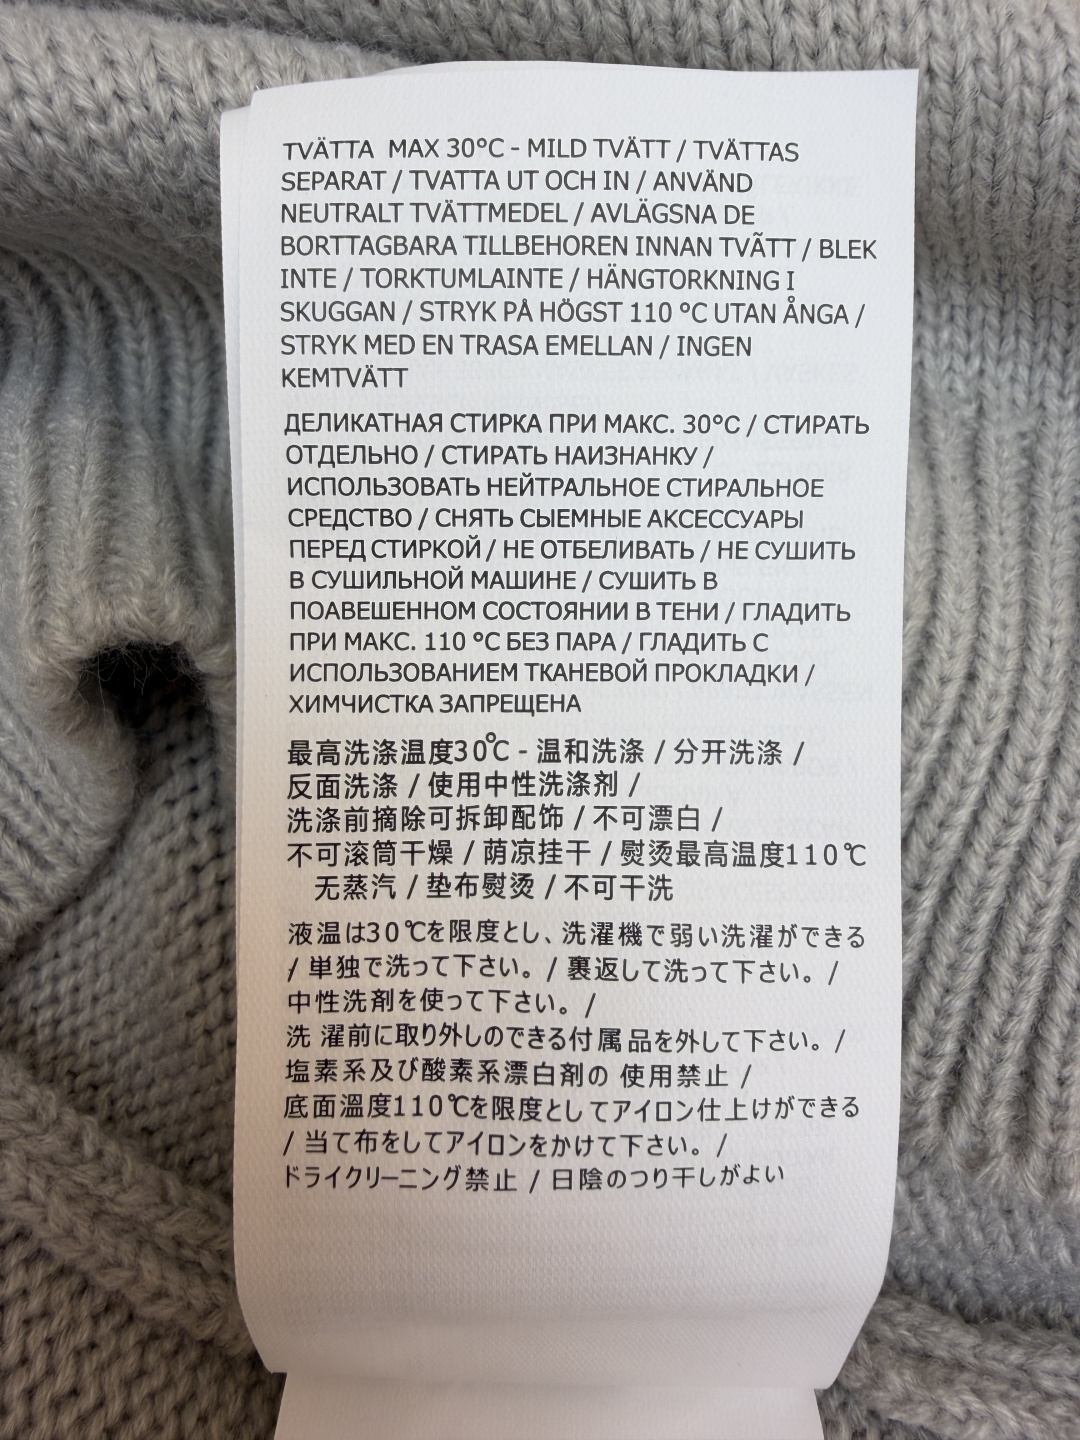 TVÄTTA MAX 30°C - MILD TVÄTT / TVÄTTAS
SEPARAT / TVATTA UT OCH IN / ANVÄND
NEUTRALT TVÄTTMEDEL / AVLÄGSNA DE
BORTTAGBARA TILLBEHOREN INNAN TVÃTT / BLEK
INTE / TORKTUMLAINTE / HÄNGTORKNING I
SKUGGAN / STRYK PÅ HÖGST 110 °C UTAN ÅNGA /
STRYK MED EN TRASA EMELLAN / INGEN
KEMTVÄTT
ДЕЛИКАТНАЯ СТИРКА ПРИ МАКС. 30°C / СТИРАТЬ
ОТДЕЛЬНО / СТИРАТЬ НАИЗНАНКУ /
ИСПОЛЬЗОВАТЬ НЕЙТРАЛЬНОЕ СТИРАЛЬНОЕ
СРЕДСТВО / СНЯТЬ СЫЕМНЫЕ АКСЕССУАРЫ
ПЕРЕД СТИРКОЙ / НЕ ОТБЕЛИВАТЬ / НЕ СУШИТЬ
В СУШИЛЬНОЙ МАШИНЕ / СУШИТЬ В
ПОАВЕШЕННОМ СОСТОЯНИИ В ТЕНИ / ГЛАДИТЬ
ПРИ МАКС. 110 °C БЕЗ ПАРА / ГЛАДИТЬ С
ИСПОЛЬЗОВАНИЕМ ТКАНЕВОЙ ПРОКЛАДКИ /
ХИМЧИСТКА ЗАПРЕЩЕНА
最高洗涤温度30℃ - 温和洗涤 / 分开洗涤 /
反面洗涤 / 使用中性洗涤剂 /
洗涤前摘除可拆卸配饰 / 不可漂白 /
不可滚筒干燥 / 荫凉挂干 / 熨烫最高温度110℃
无蒸汽 / 垫布熨烫 / 不可干洗
液温は30℃を限度とし、洗濯機で弱い洗濯ができる
/ 単独で洗って下さい。/ 裏返して洗って下さい。/
中性洗剤を使って下さい。/
洗 濯前に取り外しのできる付属品を外して下さい。/
塩素系及び酸素系漂白剤の 使用禁止 /
底面溫度110℃を限度としてアイロン仕上げができる
/ 当て布をしてアイロンをかけて下さい。/
ドライクリーニング禁止 / 日陰のつり干しがよい